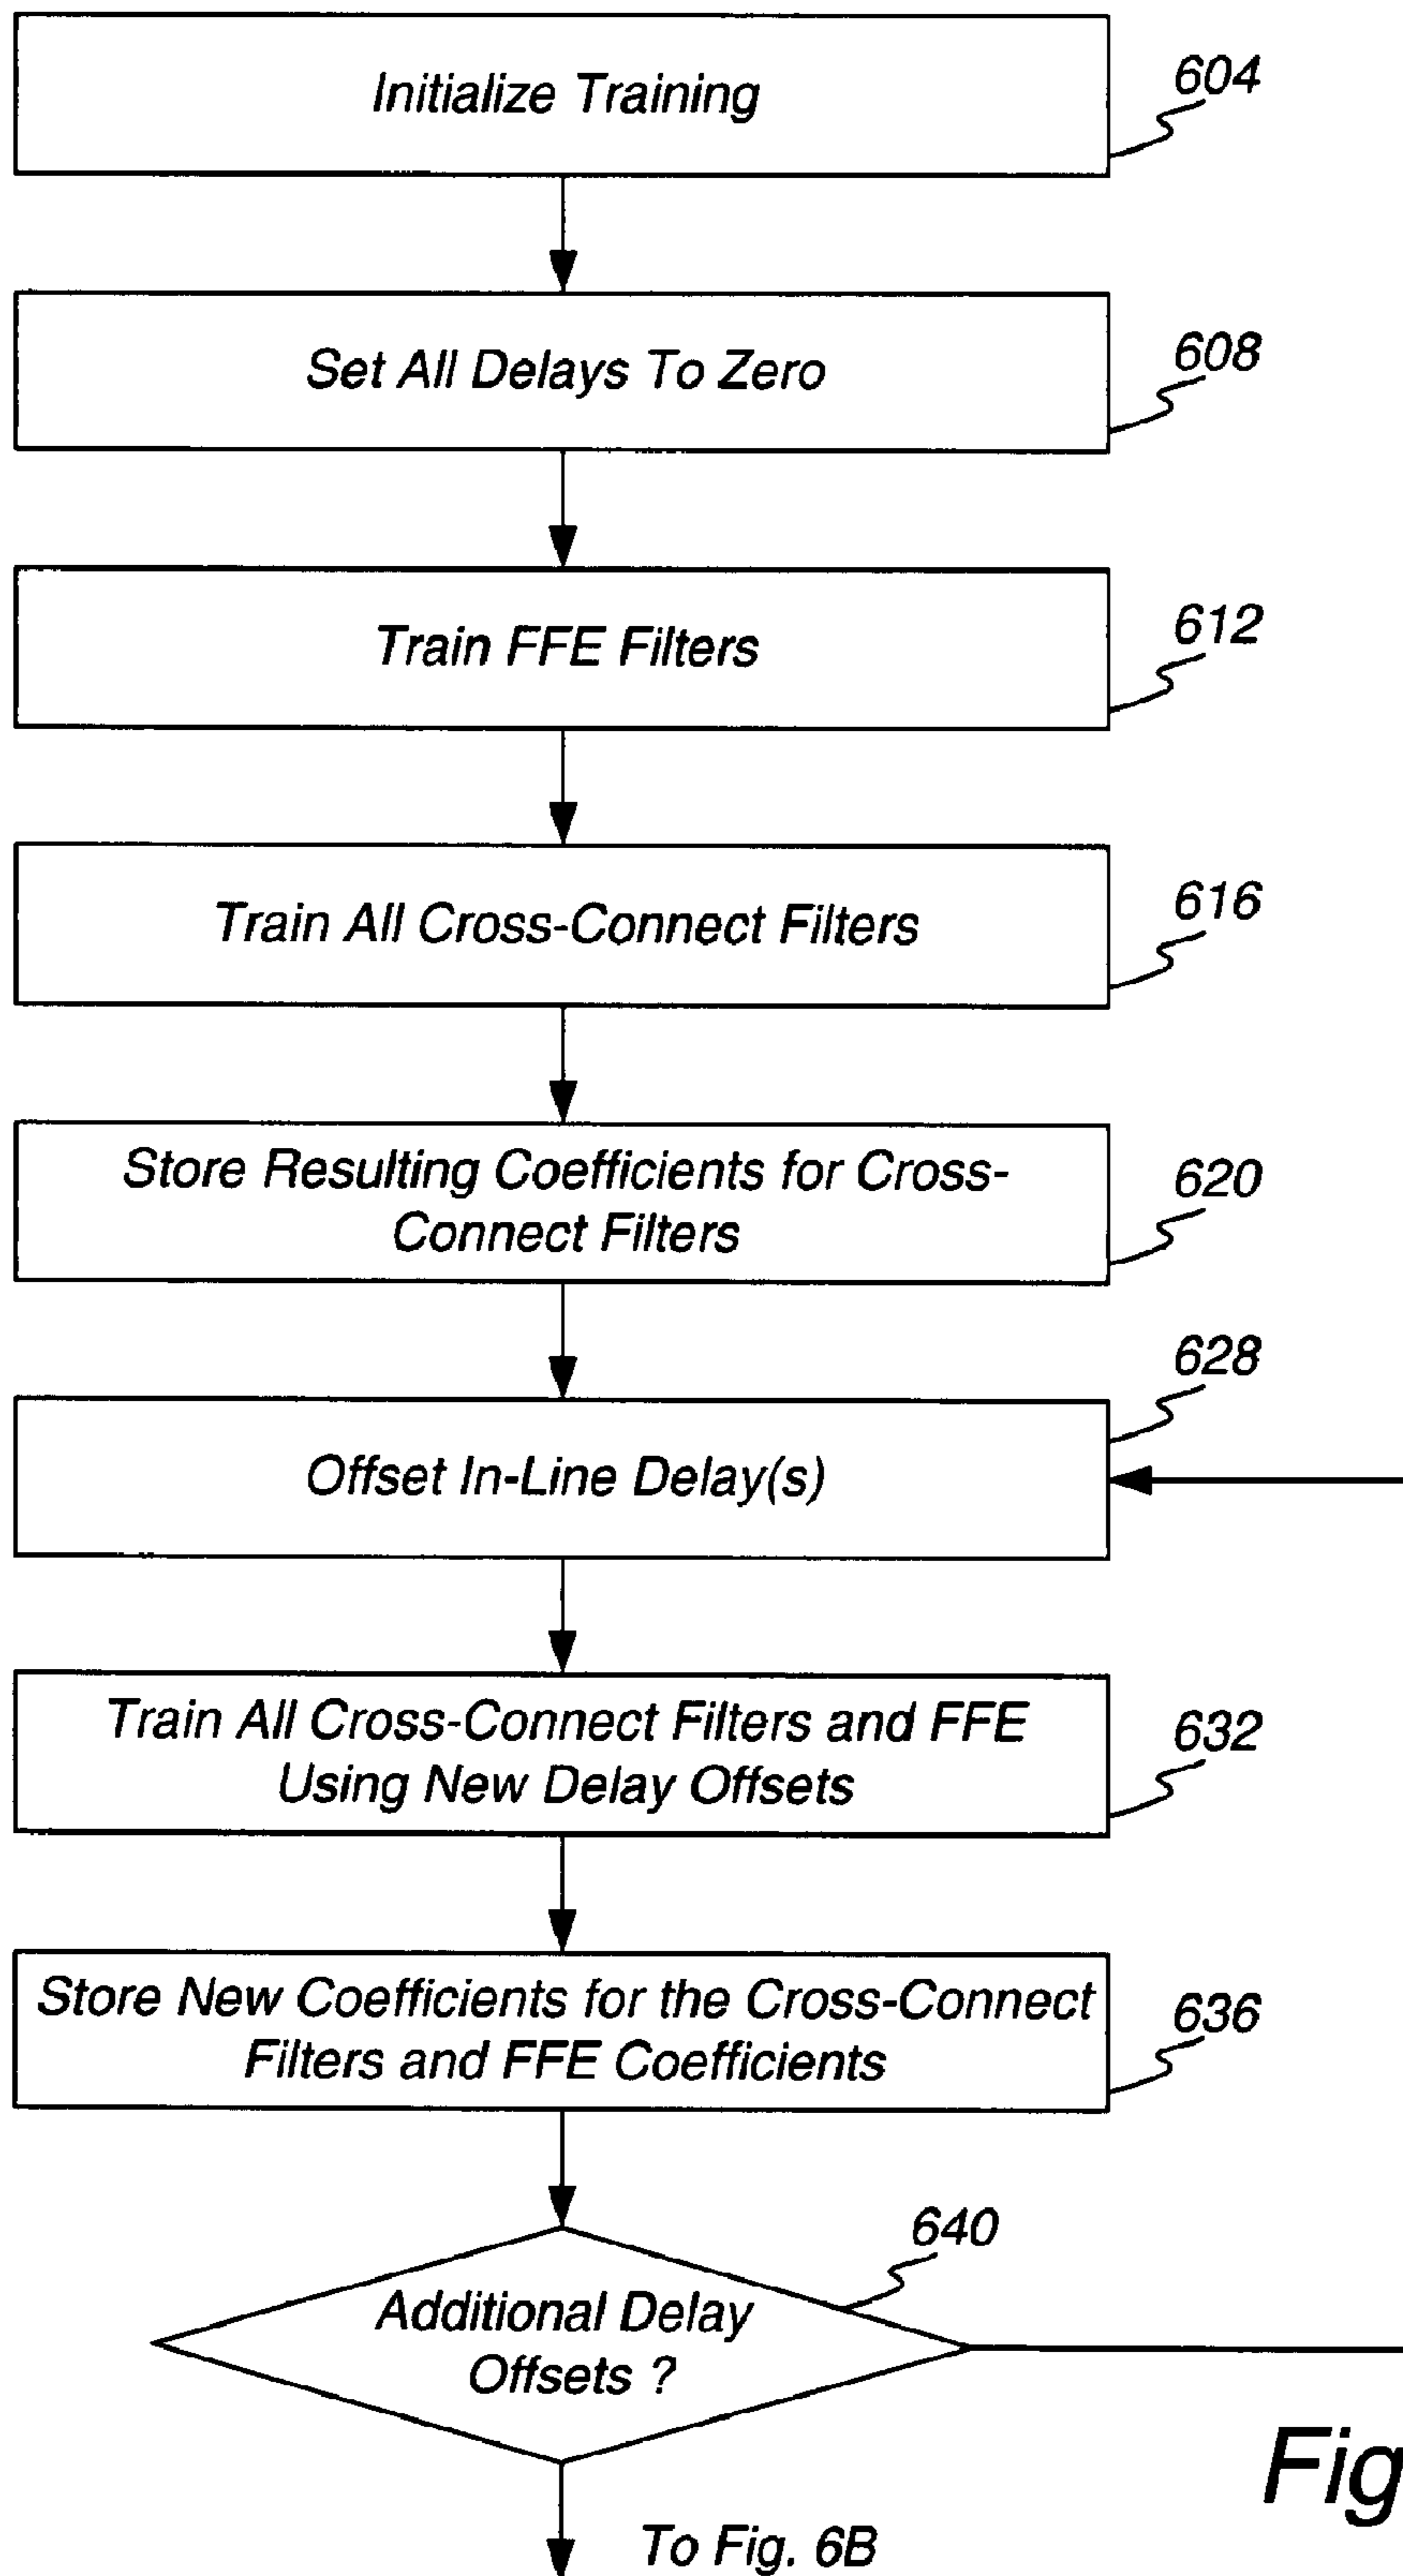 Initialize Training
604
Set All Delays To Zero
608
Train FFE Filters
612
Train All Cross-Connect Filters
616
Store Resulting Coefficients for Cross-
Connect Filters
620
628
Offset In-Line Delay(s)
Train All Cross-Connect Filters and FFE
Using New Delay Offsets
632
Store New Coefficients for the Cross-Connect
Filters and FFE Coefficients
636
640
Additional Delay
Offsets ?
Fig
To Fig. 6B